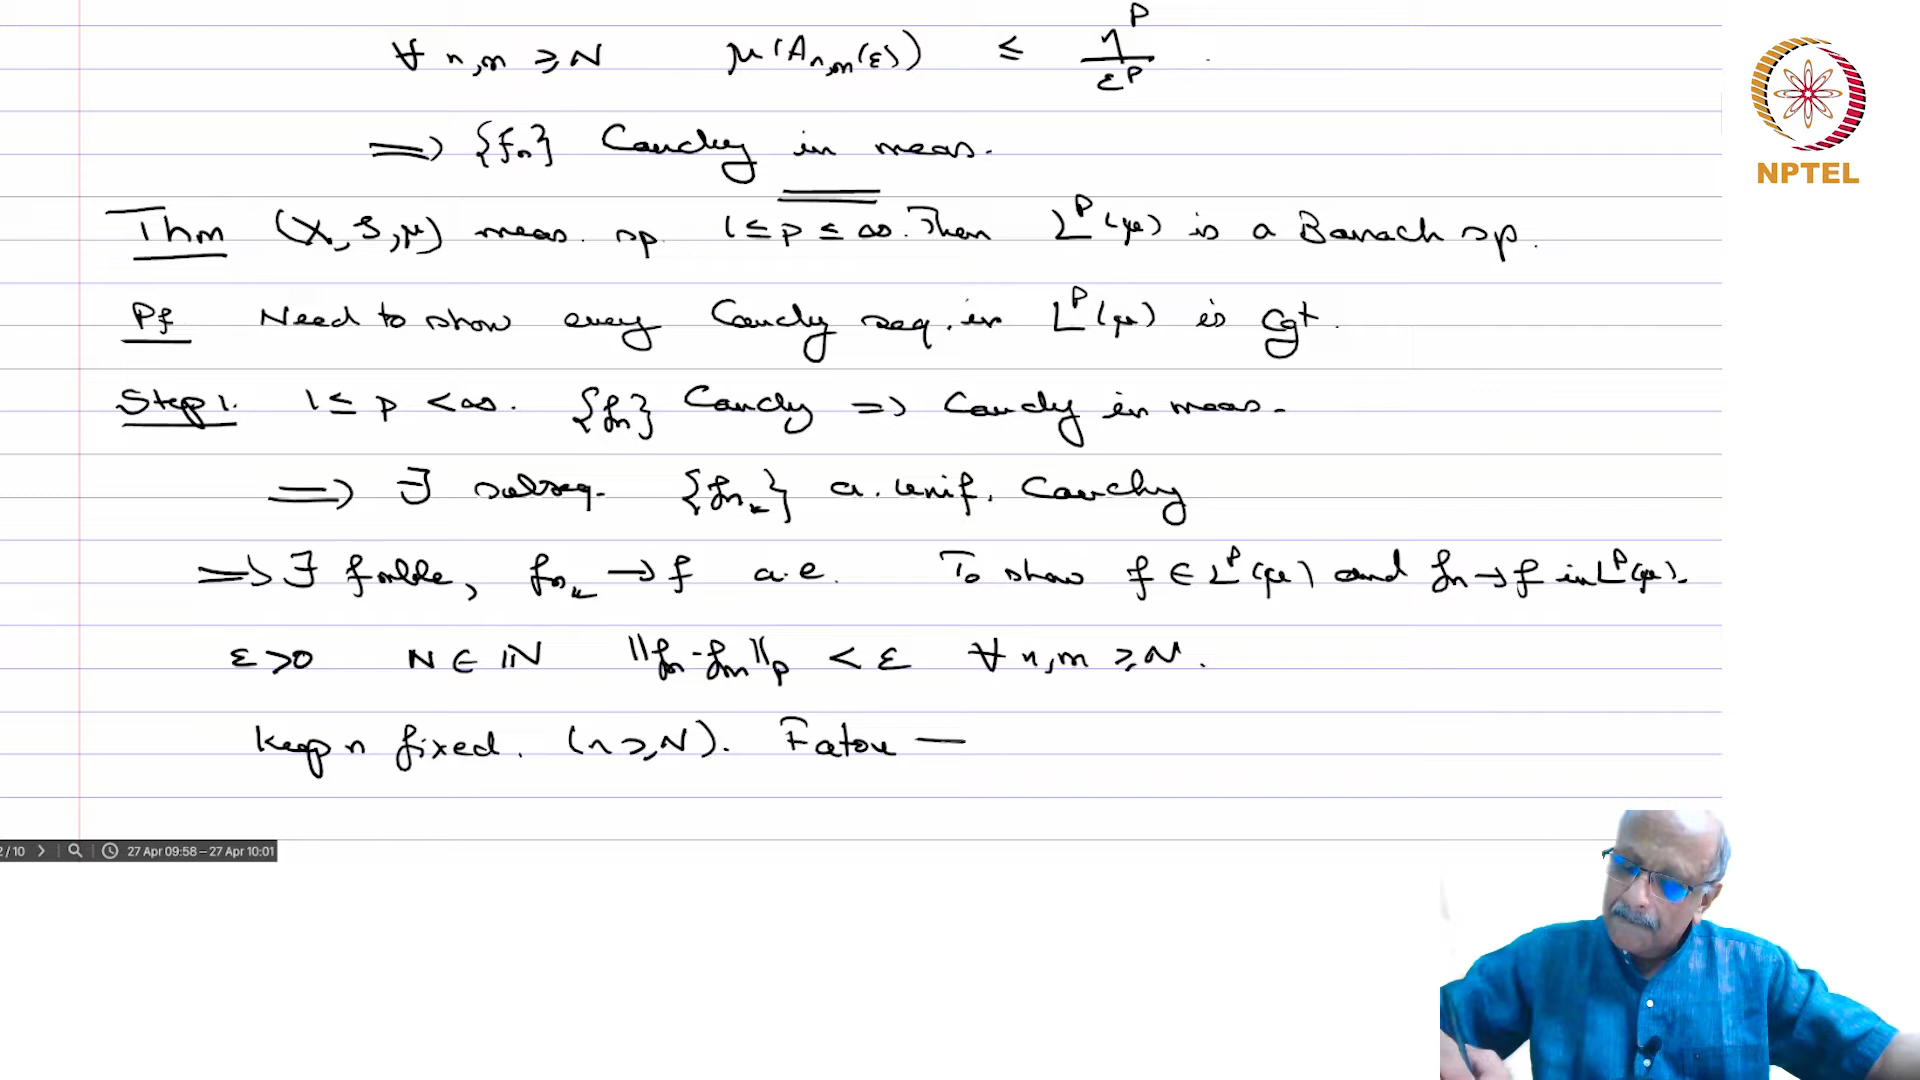 ∀ n,m ≥ N μ(A_{n,m}(ε)) ≤ η^p / ε^p .
⟹ {f_n} Cauchy in meas.
NPTEL
Thm (X, S, μ) meas. sp. 1 ≤ p ≤ ∞. Then L^p(μ) is a Banach sp.
Pf Need to show every Cauchy seq. in L^p(μ) is cgt.
Step 1. 1 ≤ p < ∞. {f_n} Cauchy ⟹ Cauchy in meas.
⟹ ∃ subseq. {f_{n_k}} a. unif. Cauchy
⟹ ∃ f mble, f_{n_k} → f a.e. To show f ∈ L^p(μ) and f_n → f in L^p(μ).
ε > 0 N ∈ ℕ ‖f_n - f_m‖_p < ε ∀ n,m ≥ N.
Keep n fixed. (n ≥ N). Fatou —
2/10 27 Apr 09:58 – 27 Apr 10:01